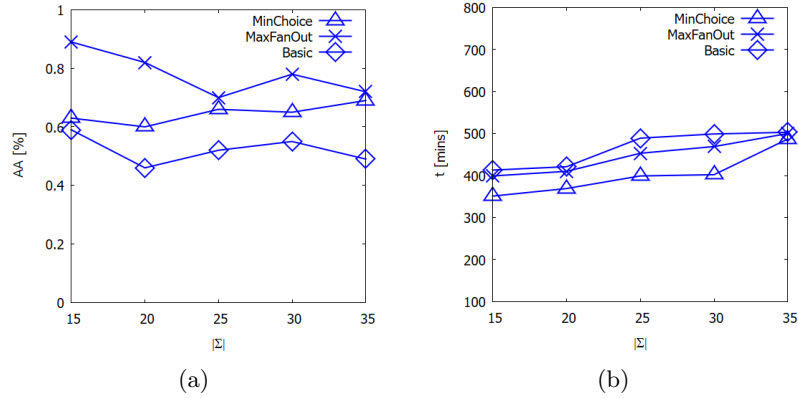 MinChoice
MaxFanOut
Basic
AA [%]
1
0.8
0.6
0.4
0.2
0
15 20 25 30 35
|Σ|
(a)
MinChoice
MaxFanOut
Basic
t [mins]
800
700
600
500
400
300
200
100
15 20 25 30 35
|Σ|
(b)